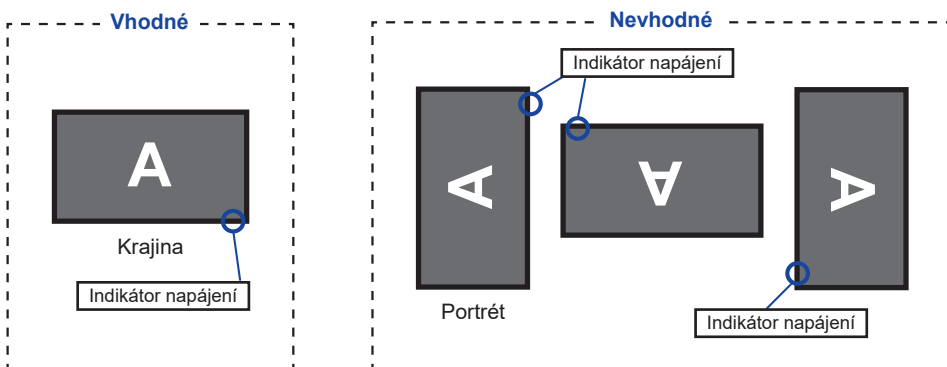 Vhodné
A
Krajina
Indikátor napájení
Nevhodné
Indikátor napájení
A
A
A
Portrét
Indikátor napájení